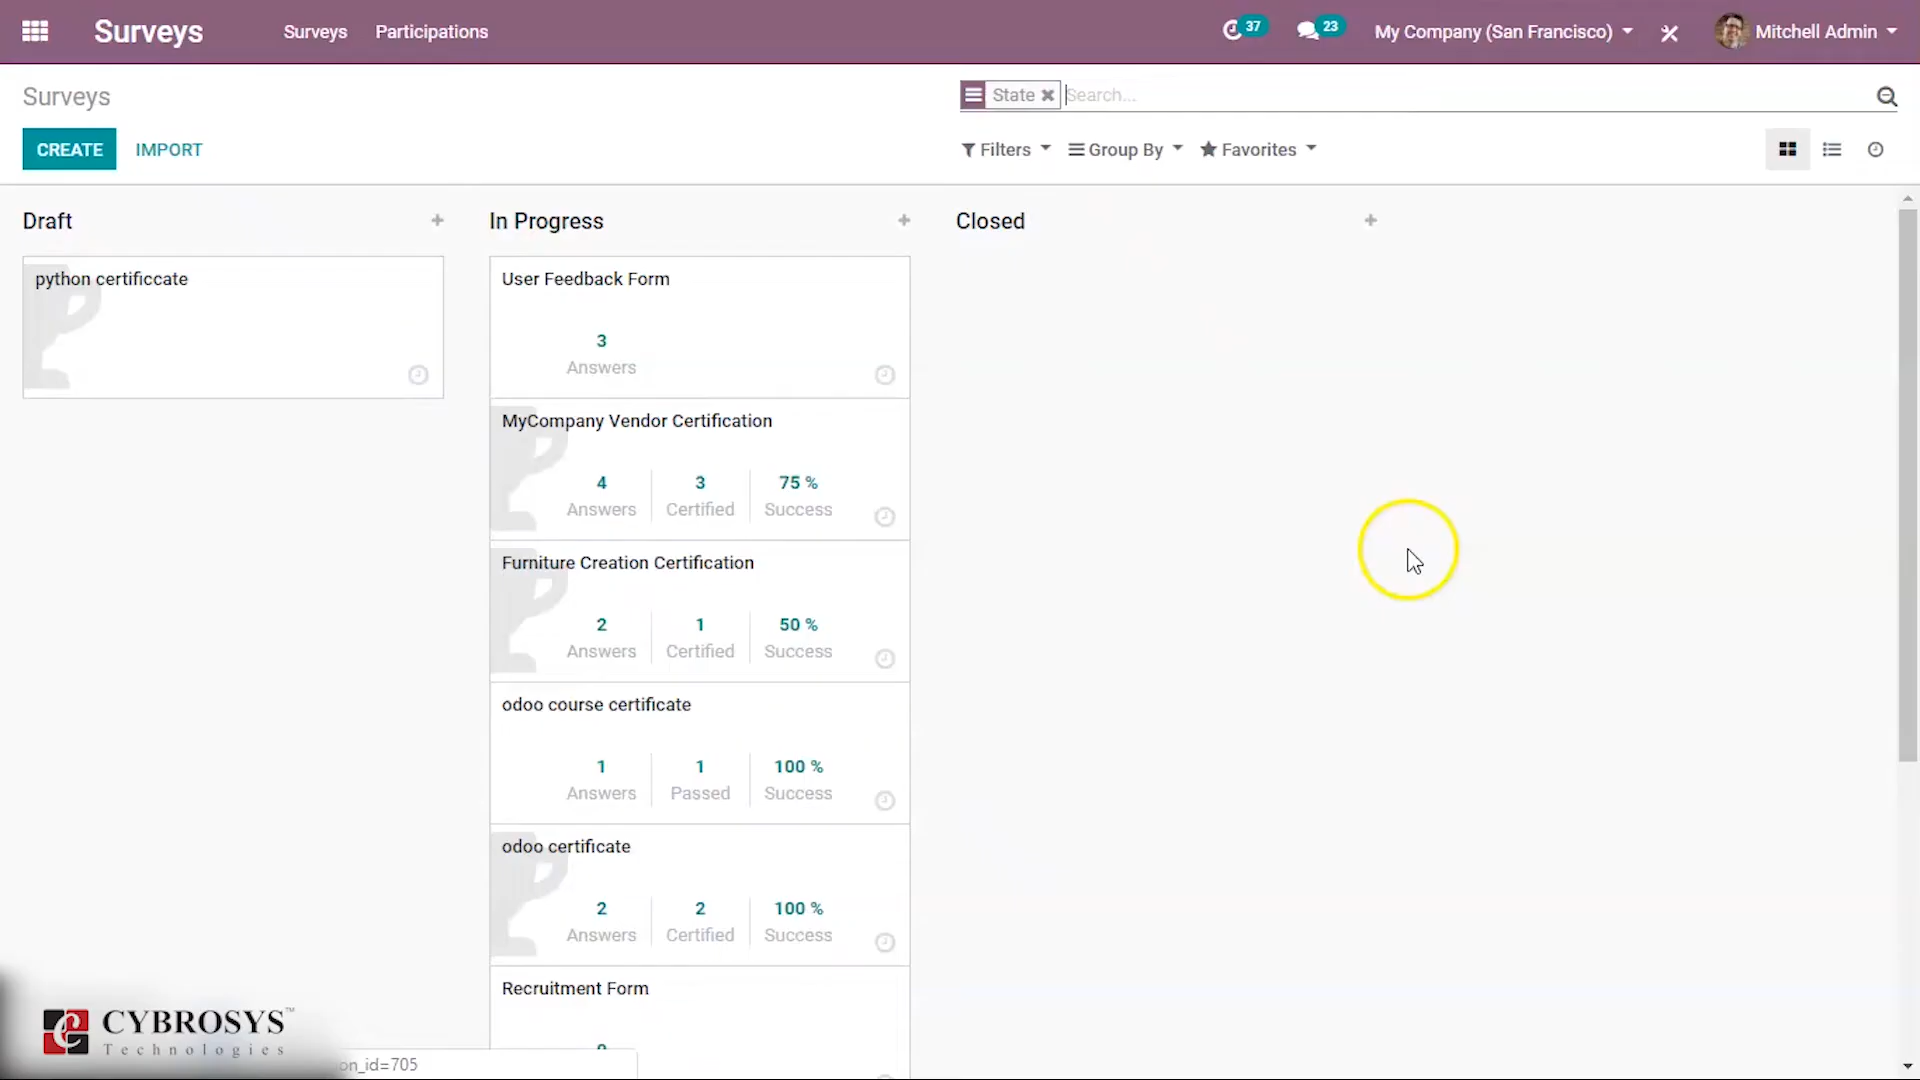 Surveys
Surveys
Participations
37
23
My Company (San Francisco)
Mitchell Admin
Surveys
State
Search...
CREATE
IMPORT
Filters
Group By
Favorites
Draft
python certificcate
In Progress
User Feedback Form
3
Answers
MyCompany Vendor Certification
4 3 75 %
Answers Certified Success
Furniture Creation Certification
2 1 50 %
Answers Certified Success
odoo course certificate
1 1 100 %
Answers Passed Success
odoo certificate
2 2 100 %
Answers Certified Success
Recruitment Form
Closed
CYBROSYS™
Technologies
on_id=705